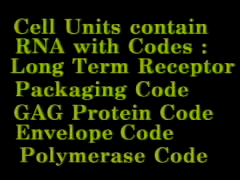 Cell Units contain
RNA with Codes :
Long Term Receptor
Packaging Code
GAG Protein Code
Envelope Code
Polymerase Code